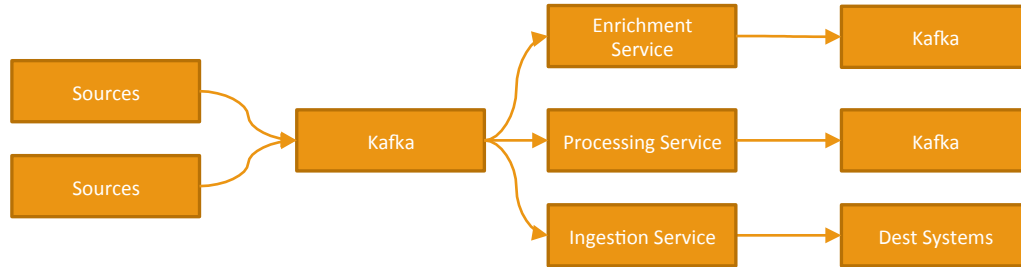 Sources
Sources
Kafka
Enrichment
Service
Processing Service
Ingestion Service
Kafka
Kafka
Dest Systems